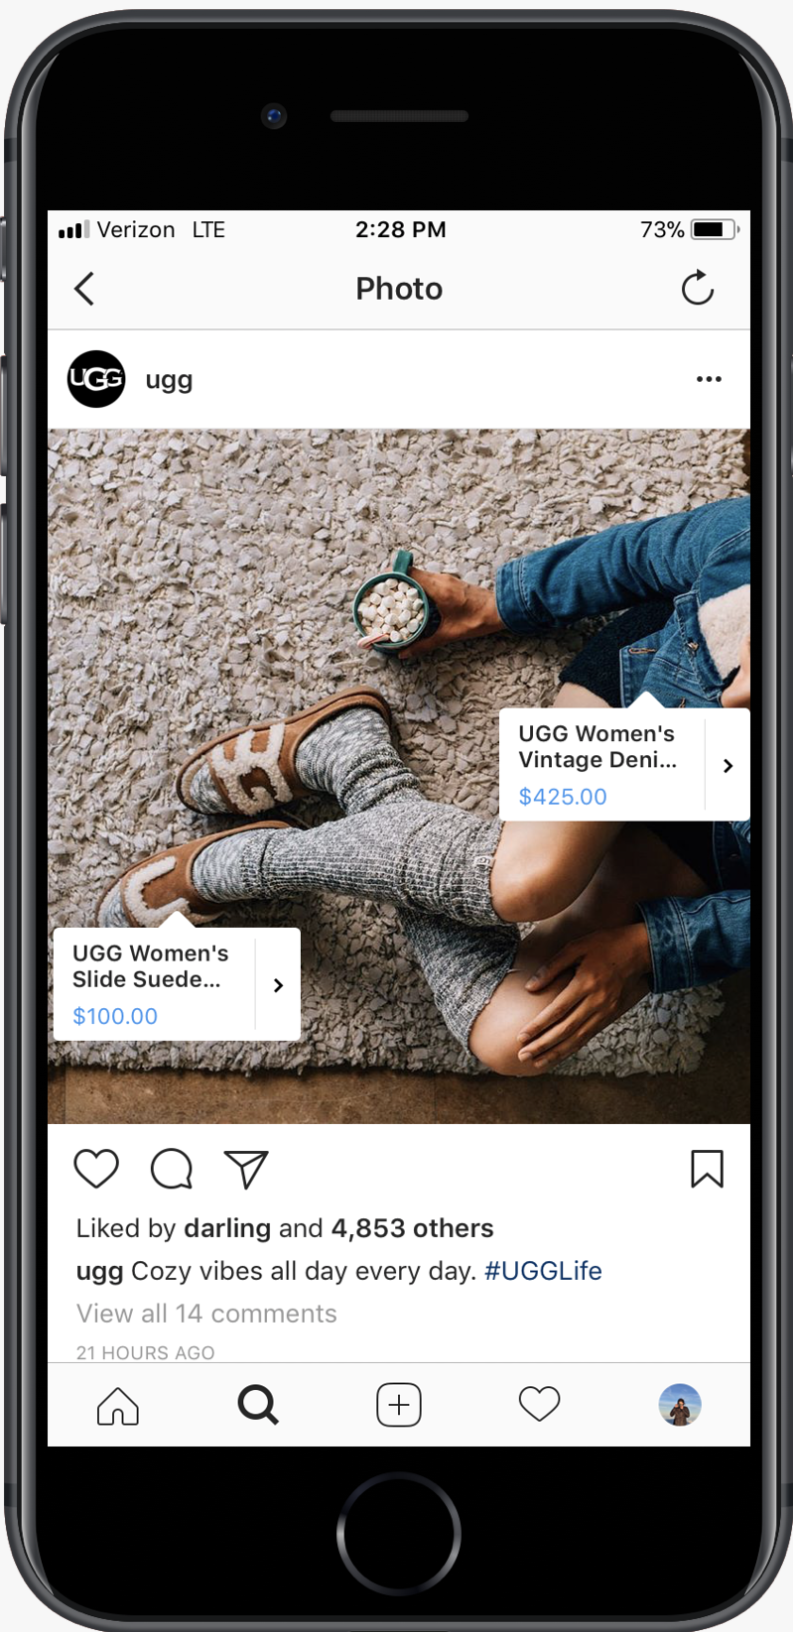 Verizon LTE 2:28 PM 73%
Photo
UGG ugg
UGG Women's
Vintage Deni...
$425.00
UGG Women's
Slide Suede...
$100.00
Liked by darling and 4,853 others
ugg Cozy vibes all day every day. #UGGLife
View all 14 comments
21 HOURS AGO